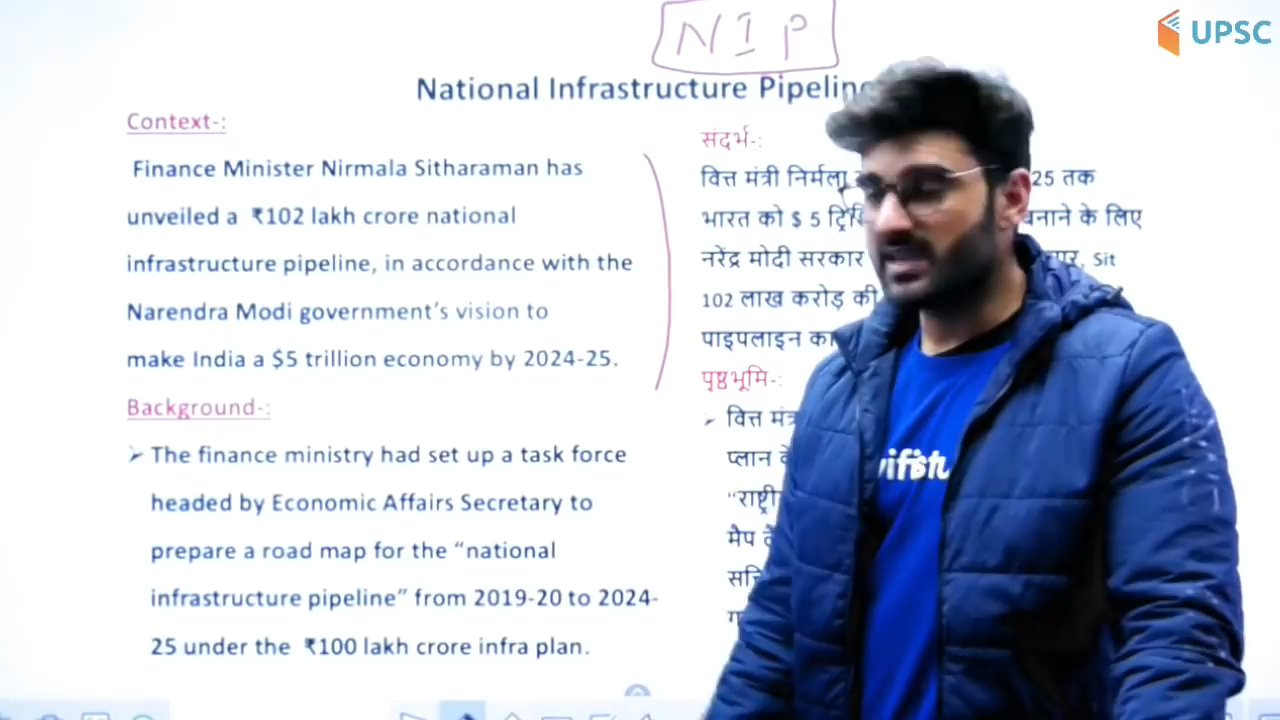 NIP
UPSC
National Infrastructure Pipeline
Context-:
Finance Minister Nirmala Sitharaman has
unveiled a ₹102 lakh crore national
infrastructure pipeline, in accordance with the
Narendra Modi government's vision to
make India a $5 trillion economy by 2024-25.
Background-:
➢ The finance ministry had set up a task force
headed by Economic Affairs Secretary to
prepare a road map for the "national
infrastructure pipeline" from 2019-20 to 2024-
25 under the ₹100 lakh crore infra plan.
संदर्भ-:
वित्त मंत्री निर्मला 25 तक
भारत को $ 5 बनाने के लिए
नरेंद्र मोदी सरकार Sit
102 लाख करोड़ की
पाइपलाइन का
पृष्ठभूमि-:
➢ वित्त
प्लान
मैप